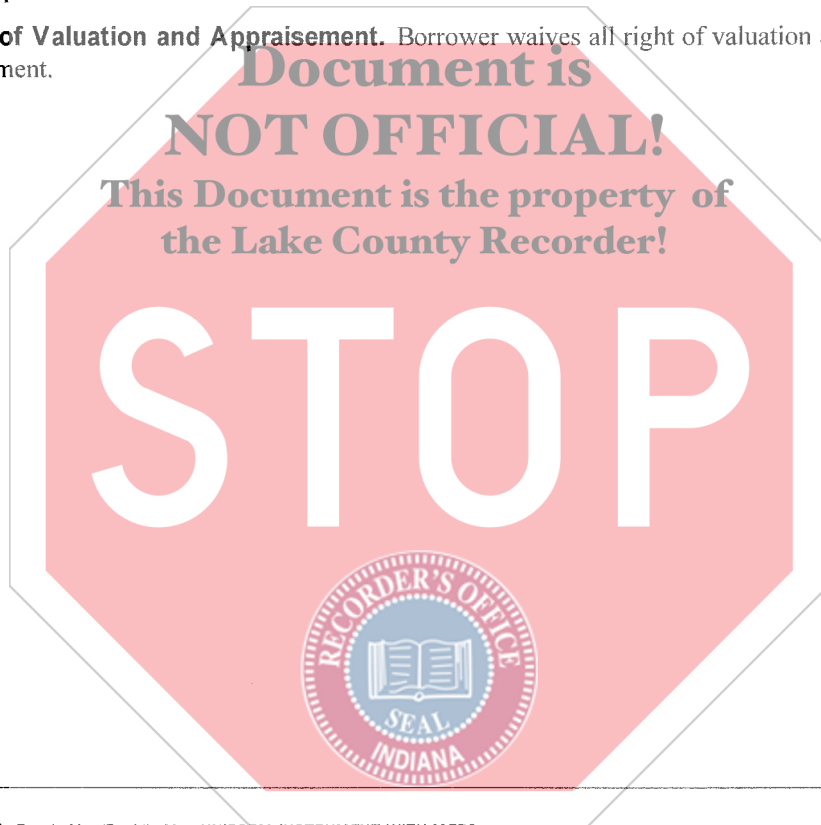 of Valuation and Appraisement. Borrower waives all right of valuation
ment.
Document is
NOT OFFICIAL!
This Document is the property of
the Lake County Recorder!
STOP
RECORDER'S OFFICE
SEAL
INDIANA